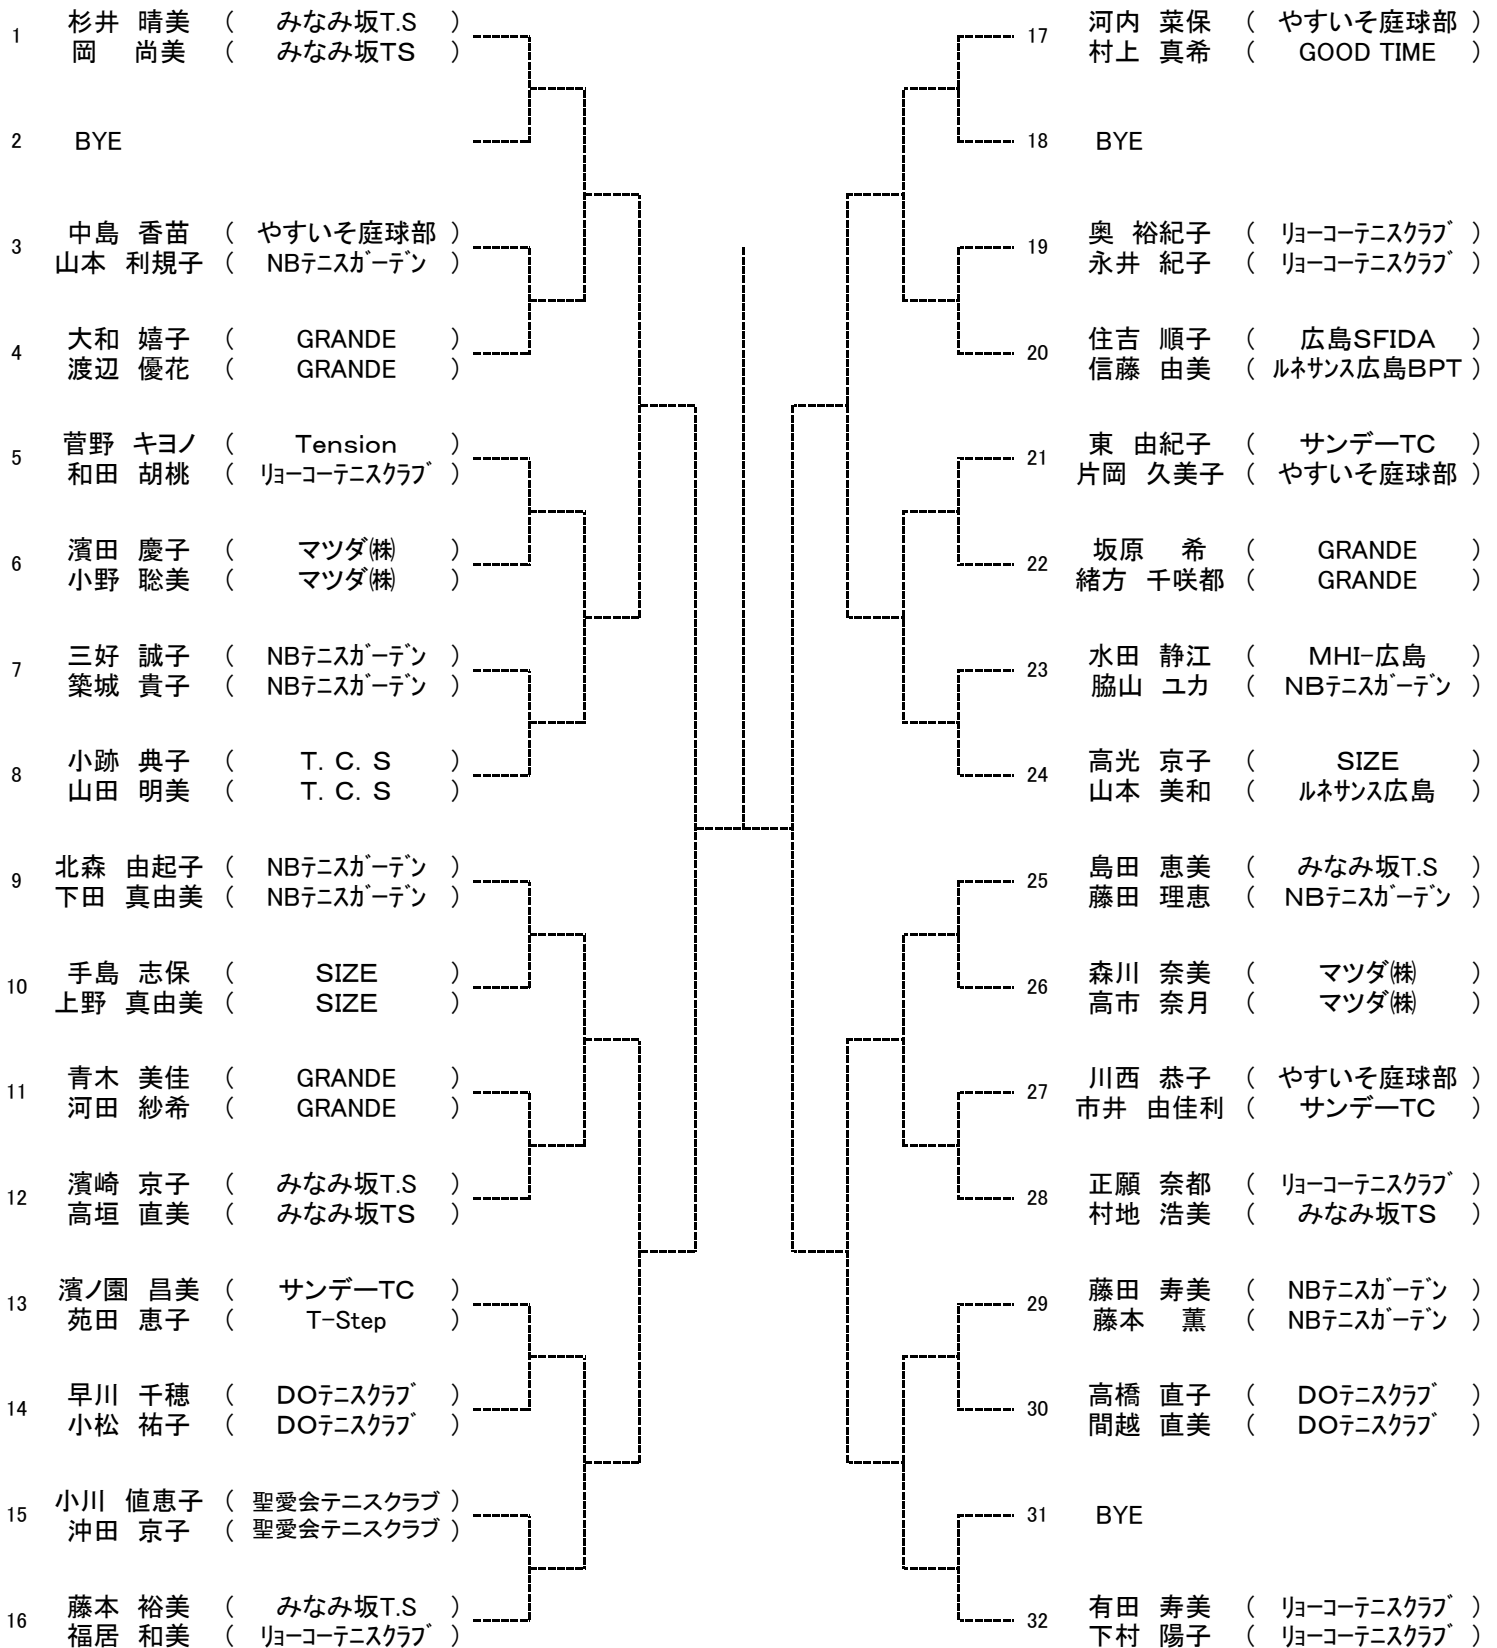 1 杉井 晴美 ( みなみ坂T.S )
岡 尚美 ( みなみ坂TS )
2 BYE
3 中島 香苗 ( やすいそ庭球部 )
山本 利規子 ( NBﾃﾆｽｶﾞｰﾃﾞﾝ )
4 大和 嬉子 ( GRANDE )
渡辺 優花 ( GRANDE )
5 菅野 キヨノ ( Tension )
和田 胡桃 ( ﾘｮｰｺｰﾃﾆｽｸﾗﾌﾞ )
6 濱田 慶子 ( マツダ㈱ )
小野 聡美 ( マツダ㈱ )
7 三好 誠子 ( NBﾃﾆｽｶﾞｰﾃﾞﾝ )
築城 貴子 ( NBﾃﾆｽｶﾞｰﾃﾞﾝ )
8 小跡 典子 ( T. C. S )
山田 明美 ( T. C. S )
9 北森 由起子 ( NBﾃﾆｽｶﾞｰﾃﾞﾝ )
下田 真由美 ( NBﾃﾆｽｶﾞｰﾃﾞﾝ )
10 手島 志保 ( SIZE )
上野 真由美 ( SIZE )
11 青木 美佳 ( GRANDE )
河田 紗希 ( GRANDE )
12 濱崎 京子 ( みなみ坂T.S )
高垣 直美 ( みなみ坂TS )
13 濱ノ園 昌美 ( サンデーTC )
苑田 恵子 ( T-Step )
14 早川 千穂 ( DOﾃﾆｽｸﾗﾌﾞ )
小松 祐子 ( DOﾃﾆｽｸﾗﾌﾞ )
15 小川 値恵子 ( 聖愛会テニスクラブ )
沖田 京子 ( 聖愛会テニスクラブ )
16 藤本 裕美 ( みなみ坂T.S )
福居 和美 ( ﾘｮｰｺｰﾃﾆｽｸﾗﾌﾞ )
17 河内 菜保 ( やすいそ庭球部 )
村上 真希 ( GOOD TIME )
18 BYE
19 奥 裕紀子 ( ﾘｮｰｺｰﾃﾆｽｸﾗﾌﾞ )
永井 紀子 ( ﾘｮｰｺｰﾃﾆｽｸﾗﾌﾞ )
20 住吉 順子 ( 広島SFIDA )
信藤 由美 ( ﾙﾈｻﾝｽ広島BPT )
21 東 由紀子 ( サンデーTC )
片岡 久美子 ( やすいそ庭球部 )
22 坂原 希 ( GRANDE )
緒方 千咲都 ( GRANDE )
23 水田 静江 ( MHI-広島 )
脇山 ユカ ( NBﾃﾆｽｶﾞｰﾃﾞﾝ )
24 高光 京子 ( SIZE )
山本 美和 ( ﾙﾈｻﾝｽ広島 )
25 島田 恵美 ( みなみ坂T.S )
藤田 理恵 ( NBﾃﾆｽｶﾞｰﾃﾞﾝ )
26 森川 奈美 ( マツダ㈱ )
高市 奈月 ( マツダ㈱ )
27 川西 恭子 ( やすいそ庭球部 )
市井 由佳利 ( サンデーTC )
28 正願 奈都 ( ﾘｮｰｺｰﾃﾆｽｸﾗﾌﾞ )
村地 浩美 ( みなみ坂TS )
29 藤田 寿美 ( NBﾃﾆｽｶﾞｰﾃﾞﾝ )
藤本 薫 ( NBﾃﾆｽｶﾞｰﾃﾞﾝ )
30 高橋 直子 ( DOﾃﾆｽｸﾗﾌﾞ )
間越 直美 ( DOﾃﾆｽｸﾗﾌﾞ )
31 BYE
32 有田 寿美 ( ﾘｮｰｺｰﾃﾆｽｸﾗﾌﾞ )
下村 陽子 ( ﾘｮｰｺｰﾃﾆｽｸﾗﾌﾞ )